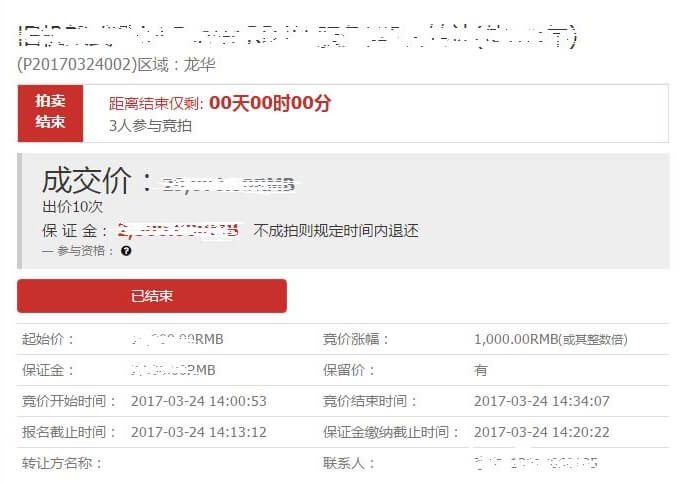 (P20170324002)区域：龙华
拍卖
结束
距离结束仅剩: 00天00时00分
3人参与竞拍
成交价：
出价10次
保 证 金： 不成拍则规定时间内退还
— 参与资格：
已结束
起始价： RMB 竞价涨幅： 1,000.00RMB(或其整数倍)
保证金： RMB 保留价： 有
竞价开始时间： 2017-03-24 14:00:53 竞价结束时间： 2017-03-24 14:34:07
报名截止时间： 2017-03-24 14:13:12 保证金缴纳截止时间： 2017-03-24 14:20:22
转让方名称： 联系人：